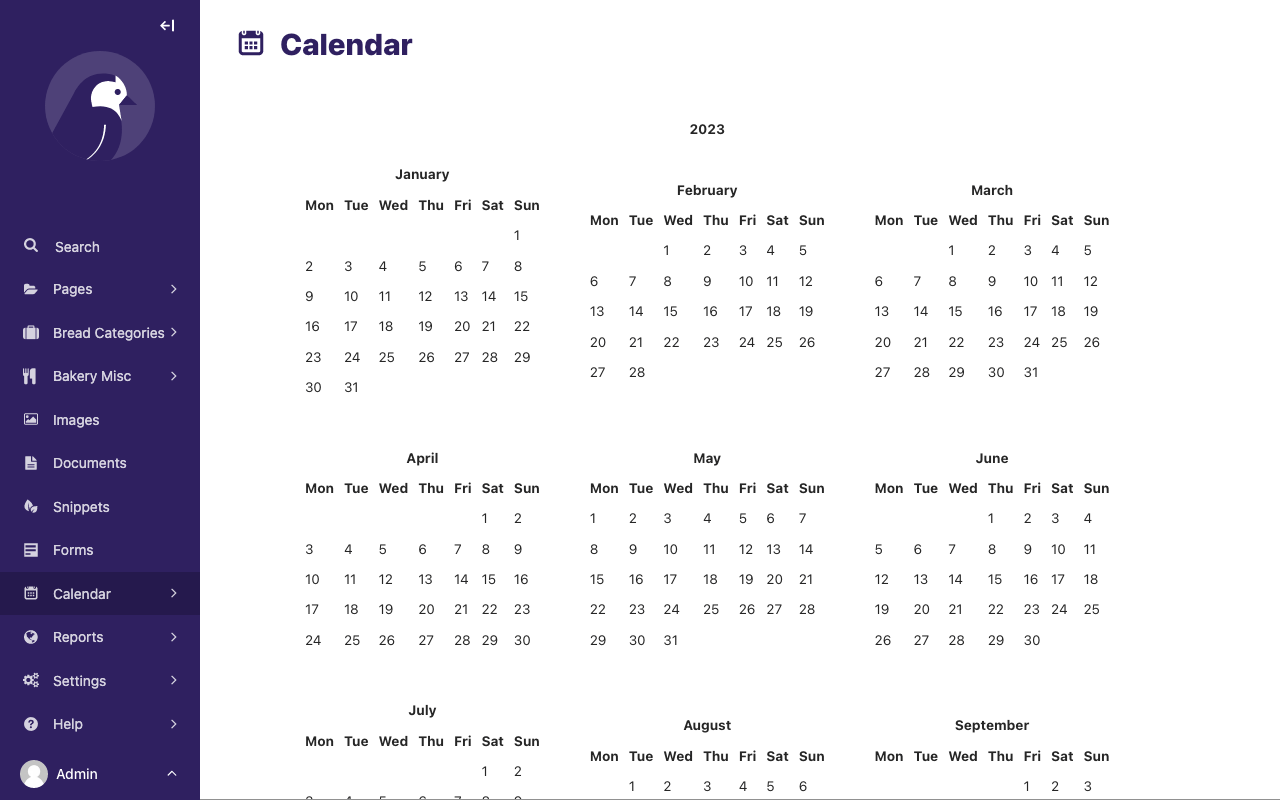 Calendar
Search
Pages
Bread Categories
Bakery Misc
Images
Documents
Snippets
Forms
Calendar
Reports
Settings
Help
Admin
2023
January
Mon Tue Wed Thu Fri Sat Sun
1
2 3 4 5 6 7 8
9 10 11 12 13 14 15
16 17 18 19 20 21 22
23 24 25 26 27 28 29
30 31
February
Mon Tue Wed Thu Fri Sat Sun
1 2 3 4 5
6 7 8 9 10 11 12
13 14 15 16 17 18 19
20 21 22 23 24 25 26
27 28
March
Mon Tue Wed Thu Fri Sat Sun
1 2 3 4 5
6 7 8 9 10 11 12
13 14 15 16 17 18 19
20 21 22 23 24 25 26
27 28 29 30 31
April
Mon Tue Wed Thu Fri Sat Sun
1 2
3 4 5 6 7 8 9
10 11 12 13 14 15 16
17 18 19 20 21 22 23
24 25 26 27 28 29 30
May
Mon Tue Wed Thu Fri Sat Sun
1 2 3 4 5 6 7
8 9 10 11 12 13 14
15 16 17 18 19 20 21
22 23 24 25 26 27 28
29 30 31
June
Mon Tue Wed Thu Fri Sat Sun
1 2 3 4
5 6 7 8 9 10 11
12 13 14 15 16 17 18
19 20 21 22 23 24 25
26 27 28 29 30
July
Mon Tue Wed Thu Fri Sat Sun
1 2
August
Mon Tue Wed Thu Fri Sat Sun
1 2 3 4 5 6
September
Mon Tue Wed Thu Fri Sat Sun
1 2 3